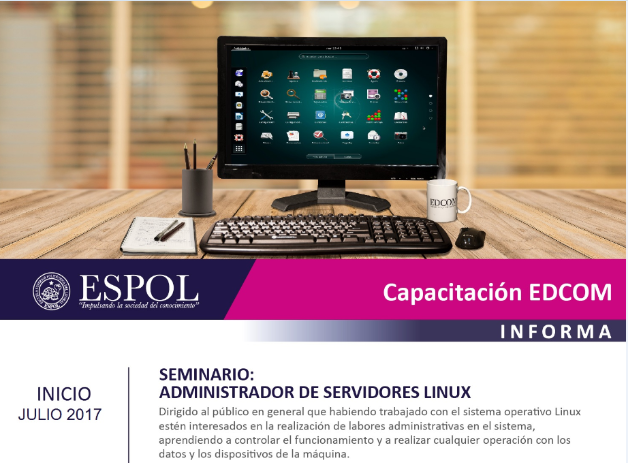 EDCOM
ESPOL
"Impulsando la sociedad del conocimiento"
Capacitación EDCOM
INFORMA
INICIO
JULIO 2017
SEMINARIO:
ADMINISTRADOR DE SERVIDORES LINUX
Dirigido al público en general que habiendo trabajado con el sistema operativo Linux
estén interesados en la realización de labores administrativas en el sistema,
aprendiendo a controlar el funcionamiento y a realizar cualquier operación con los
datos y los dispositivos de la máquina.